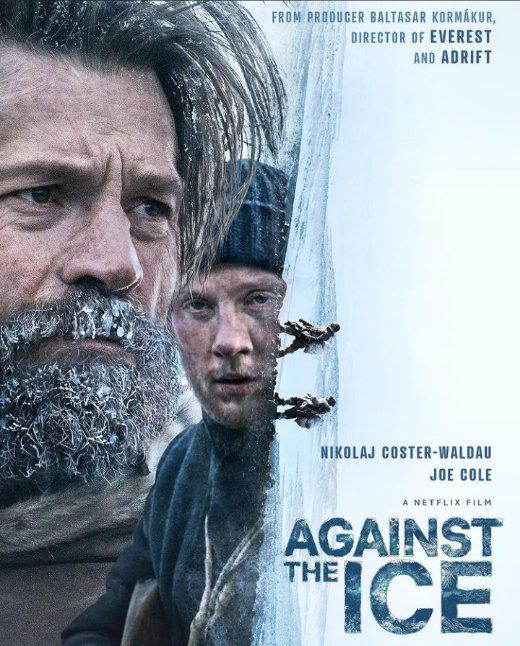 FROM PRODUCER BALTASAR KORMÁKUR,
DIRECTOR OF EVEREST
AND ADRIFT
NIKOLAJ COSTER-WALDAU
JOE COLE
A NETFLIX FILM
AGAINST
THE ICE